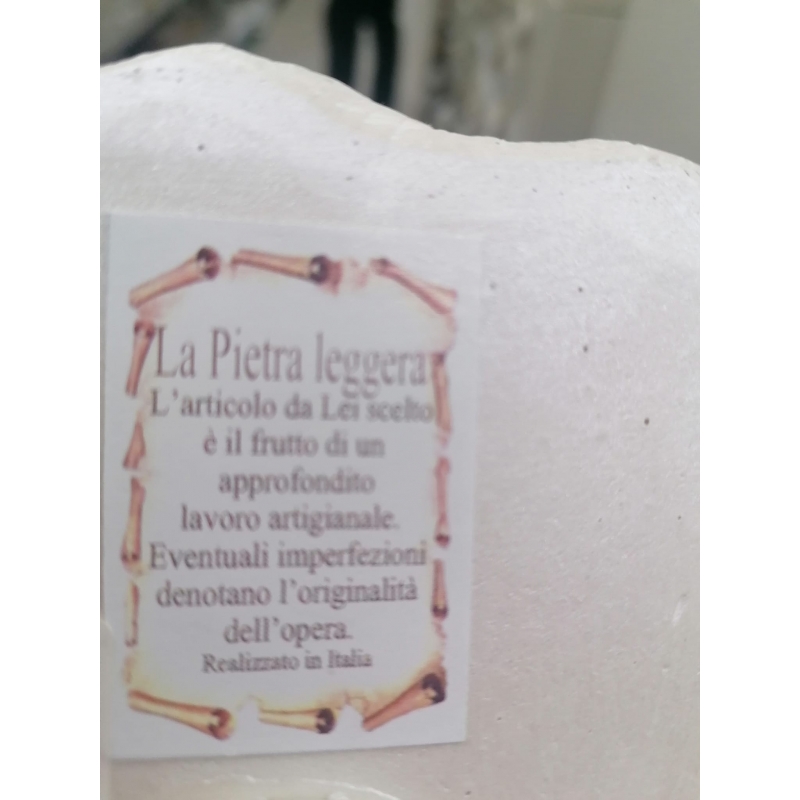 La Pietra leggera
L'articolo da Lei scelto
è il frutto di un
approfondito
lavoro artigianale.
Eventuali imperfezioni
denotano l'originalità
dell'opera.
Realizzato in Italia